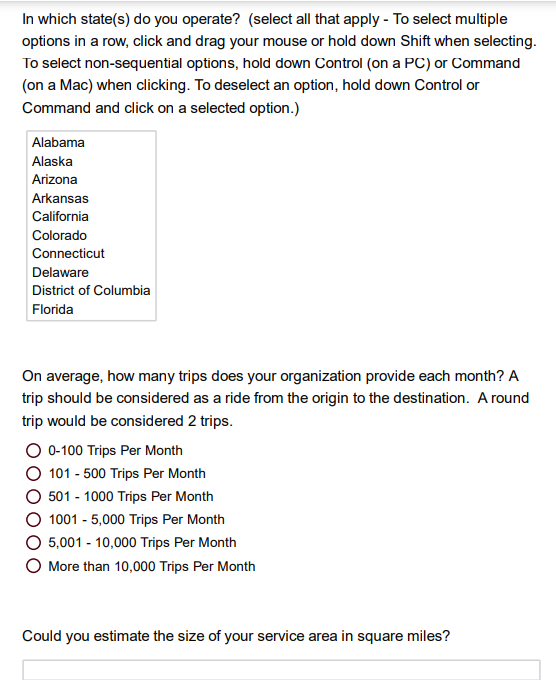 In which state(s) do you operate?  (select all that apply - To select multiple
options in a row, click and drag your mouse or hold down Shift when selecting.
To select non-sequential options, hold down Control (on a PC) or Command
(on a Mac) when clicking. To deselect an option, hold down Control or
Command and click on a selected option.)
Alabama
Alaska
Arizona
Arkansas
California
Colorado
Connecticut
Delaware
District of Columbia
Florida
On average, how many trips does your organization provide each month? A
trip should be considered as a ride from the origin to the destination.  A round
trip would be considered 2 trips.
0-100 Trips Per Month
101 - 500 Trips Per Month
501 - 1000 Trips Per Month
1001 - 5,000 Trips Per Month
5,001 - 10,000 Trips Per Month
More than 10,000 Trips Per Month
Could you estimate the size of your service area in square miles?